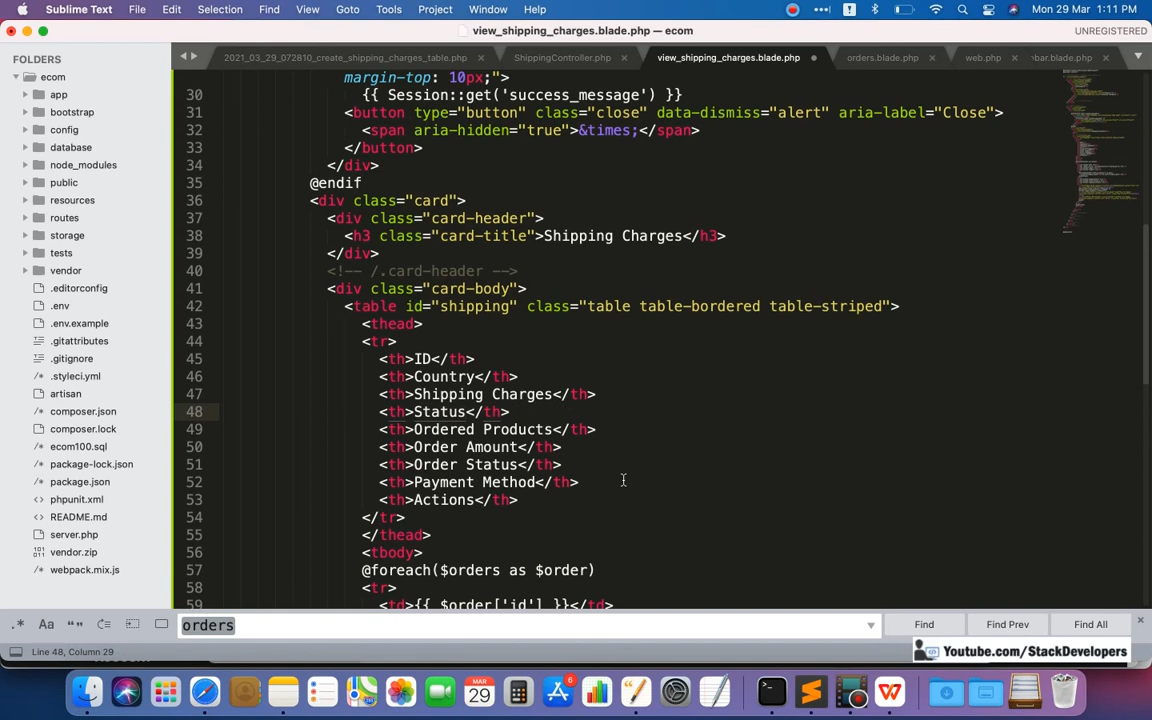 Sublime Text File Edit Selection Find View Goto Tools Project Window Help Mon 29 Mar 1:11 PM
view_shipping_charges.blade.php — ecom UNREGISTERED
2021_03_29_072810_create_shipping_charges_table.php ShippingController.php view_shipping_charges.blade.php orders.blade.php web.php bar.blade.php
FOLDERS
ecom
app
bootstrap
config
database
node_modules
public
resources
routes
storage
tests
vendor
.editorconfig
.env
.env.example
.gitattributes
.gitignore
.styleci.yml
artisan
composer.json
composer.lock
ecom100.sql
package-lock.json
package.json
phpunit.xml
README.md
server.php
vendor.zip
webpack.mix.js
margin-top: 10px;">
30 {{ Session::get('success_message') }}
31 <button type="button" class="close" data-dismiss="alert" aria-label="Close">
32 <span aria-hidden="true">&times;</span>
33 </button>
34 </div>
35 @endif
36 <div class="card">
37 <div class="card-header">
38 <h3 class="card-title">Shipping Charges</h3>
39 </div>
40 <!-- /.card-header -->
41 <div class="card-body">
42 <table id="shipping" class="table table-bordered table-striped">
43 <thead>
44 <tr>
45 <th>ID</th>
46 <th>Country</th>
47 <th>Shipping Charges</th>
48 <th>Status</th>
49 <th>Ordered Products</th>
50 <th>Order Amount</th>
51 <th>Order Status</th>
52 <th>Payment Method</th>
53 <th>Actions</th>
54 </tr>
55 </thead>
56 <tbody>
57 @foreach($orders as $order)
58 <tr>
59 <td>{{ $order['id'] }}</td>
.* Aa orders Find Find Prev Find All
Line 48, Column 29
Youtube.com/StackDevelopers
MAR
29
6